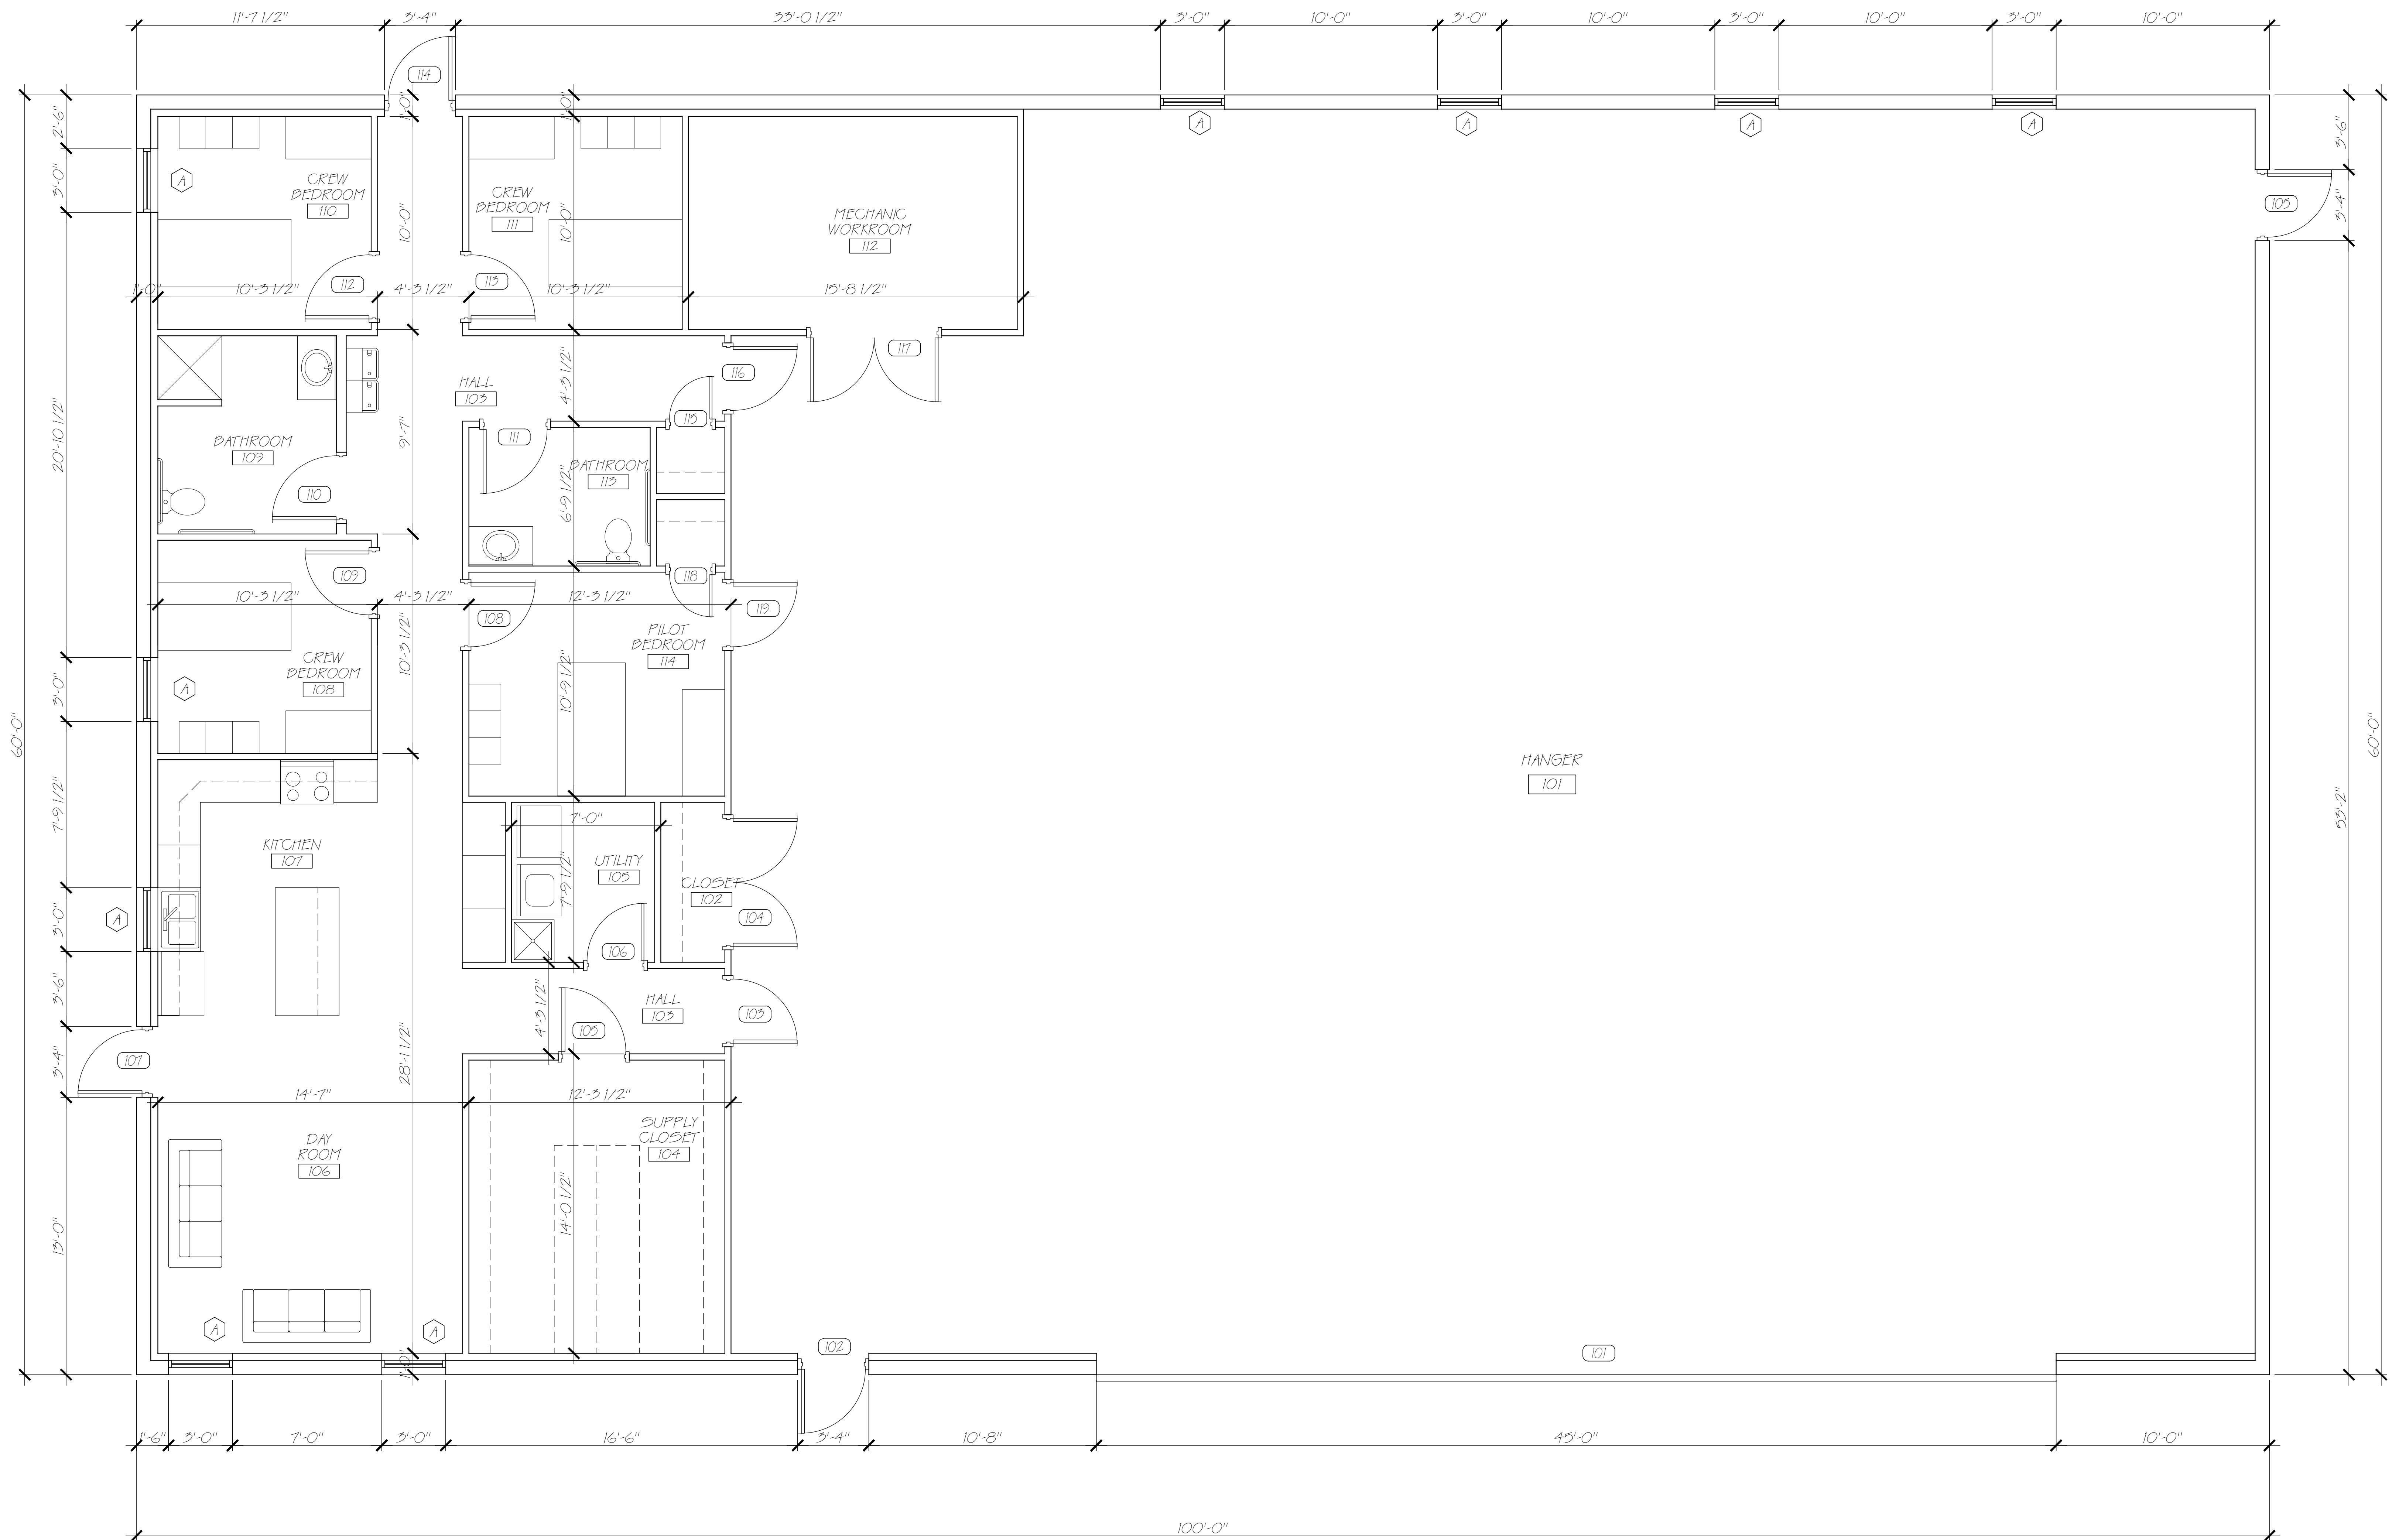 11'-7 1/2" 3'-4" 33'-0 1/2" 3'-0" 10'-0" 3'-0" 10'-0" 3'-0" 10'-0" 3'-0" 10'-0"
114
1'-0" 1'-0"
2'-6"
A A A A
3'-6"
CREW
BEDROOM
110
A
3'-0"
CREW
BEDROOM
111
10'-0" 10'-0"
MECHANIC
WORKROOM
112
105
3'-4"
112 113
1'-0" 10'-3 1/2" 4'-3 1/2" 10'-3 1/2" 15'-8 1/2"
117
116
HALL
103
4'-3 1/2"
115
20'-10 1/2"
9'-7"
BATHROOM
109
111
BATHROOM
113
110
6'-9 1/2"
109
118
119
10'-3 1/2" 4'-3 1/2" 12'-3 1/2"
108
PILOT
BEDROOM
114
10'-3 1/2"
CREW
BEDROOM
108
A
3'-0"
10'-9 1/2"
60'-0"
60'-0"
HANGER
101
7'-9 1/2"
53'-2"
7'-0"
KITCHEN
107
UTILITY
105
7'-9 1/2"
CLOSET
102
104
A
3'-0"
106
3'-6"
HALL
103
4'-3 1/2"
103
105
107
3'-4"
28'-1 1/2"
14'-7" 12'-3 1/2"
SUPPLY
CLOSET
104
DAY
ROOM
106
14'-0 1/2"
13'-0"
A A
102
101
1'-0"
1'-6" 3'-0" 7'-0" 3'-0" 16'-6" 3'-4" 10'-8" 45'-0" 10'-0"
100'-0"